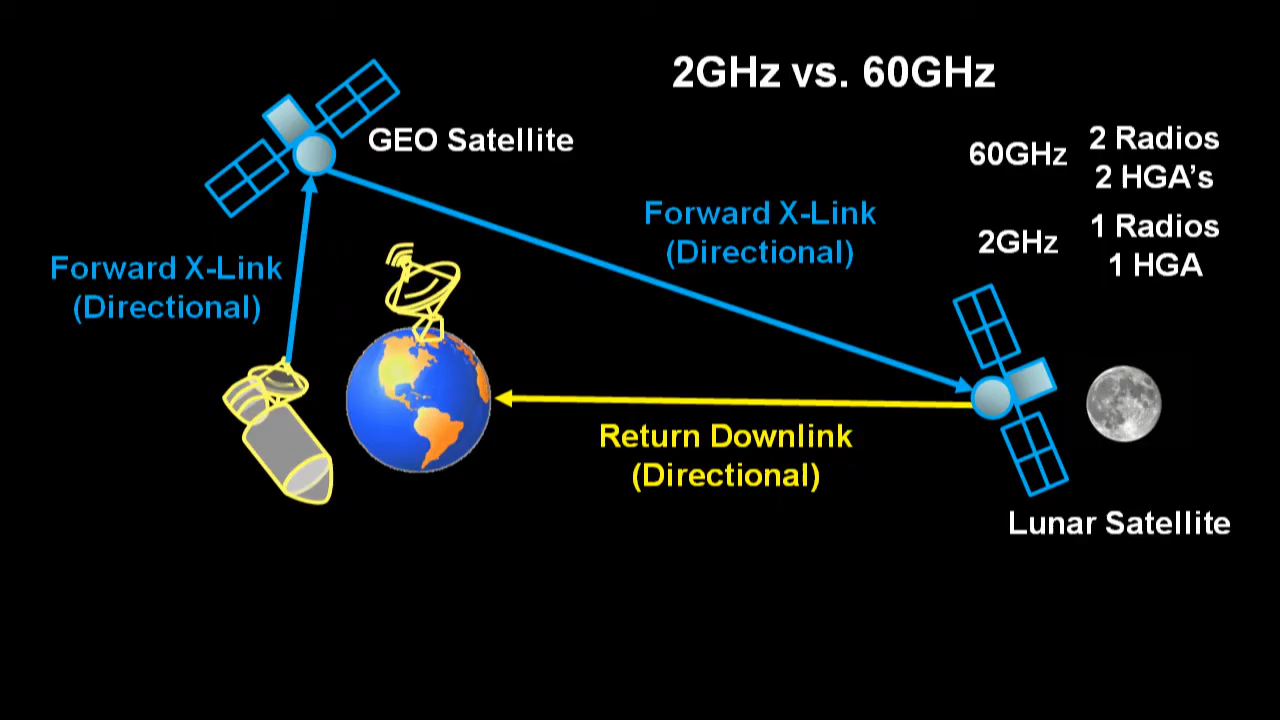 2GHz vs. 60GHz
GEO Satellite
60GHz
2 Radios
2 HGA's
Forward X-Link
(Directional)
2GHz
1 Radios
1 HGA
Forward X-Link
(Directional)
Return Downlink
(Directional)
Lunar Satellite